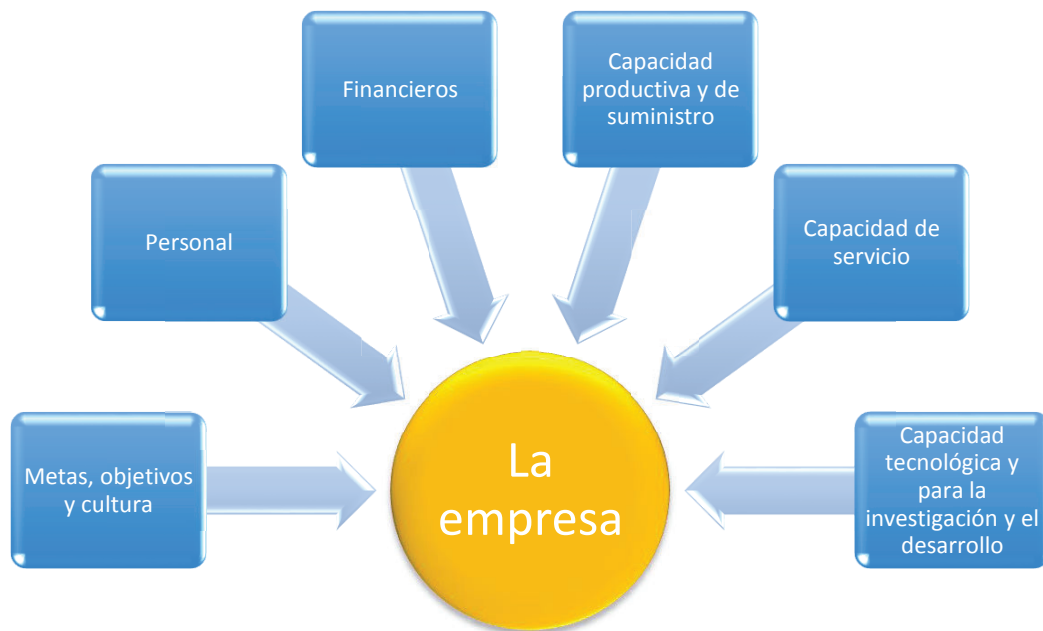 Metas, objetivos
y cultura
Personal
Financieros
Capacidad
productiva y de
suministro
Capacidad de
servicio
Capacidad
tecnológica y
para la
investigación y el
desarrollo
La
empresa